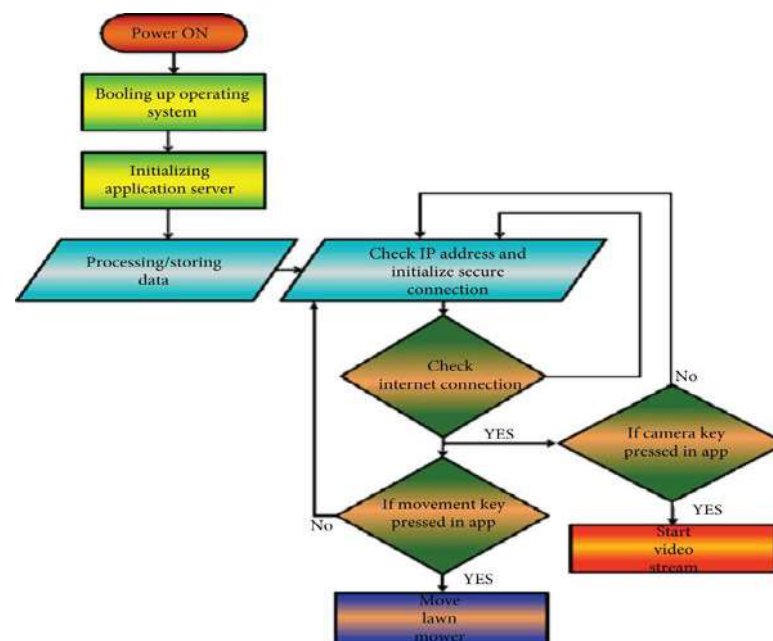 Power ON
Booling up operating
system
Initializing
application server
Processing/storing
data
Check IP address and
initialize secure
connection
Check
internet connection
No
YES
If camera key
pressed in app
If movement key
pressed in app
No
YES
Start
video
stream
YES
Move
lawn
mower